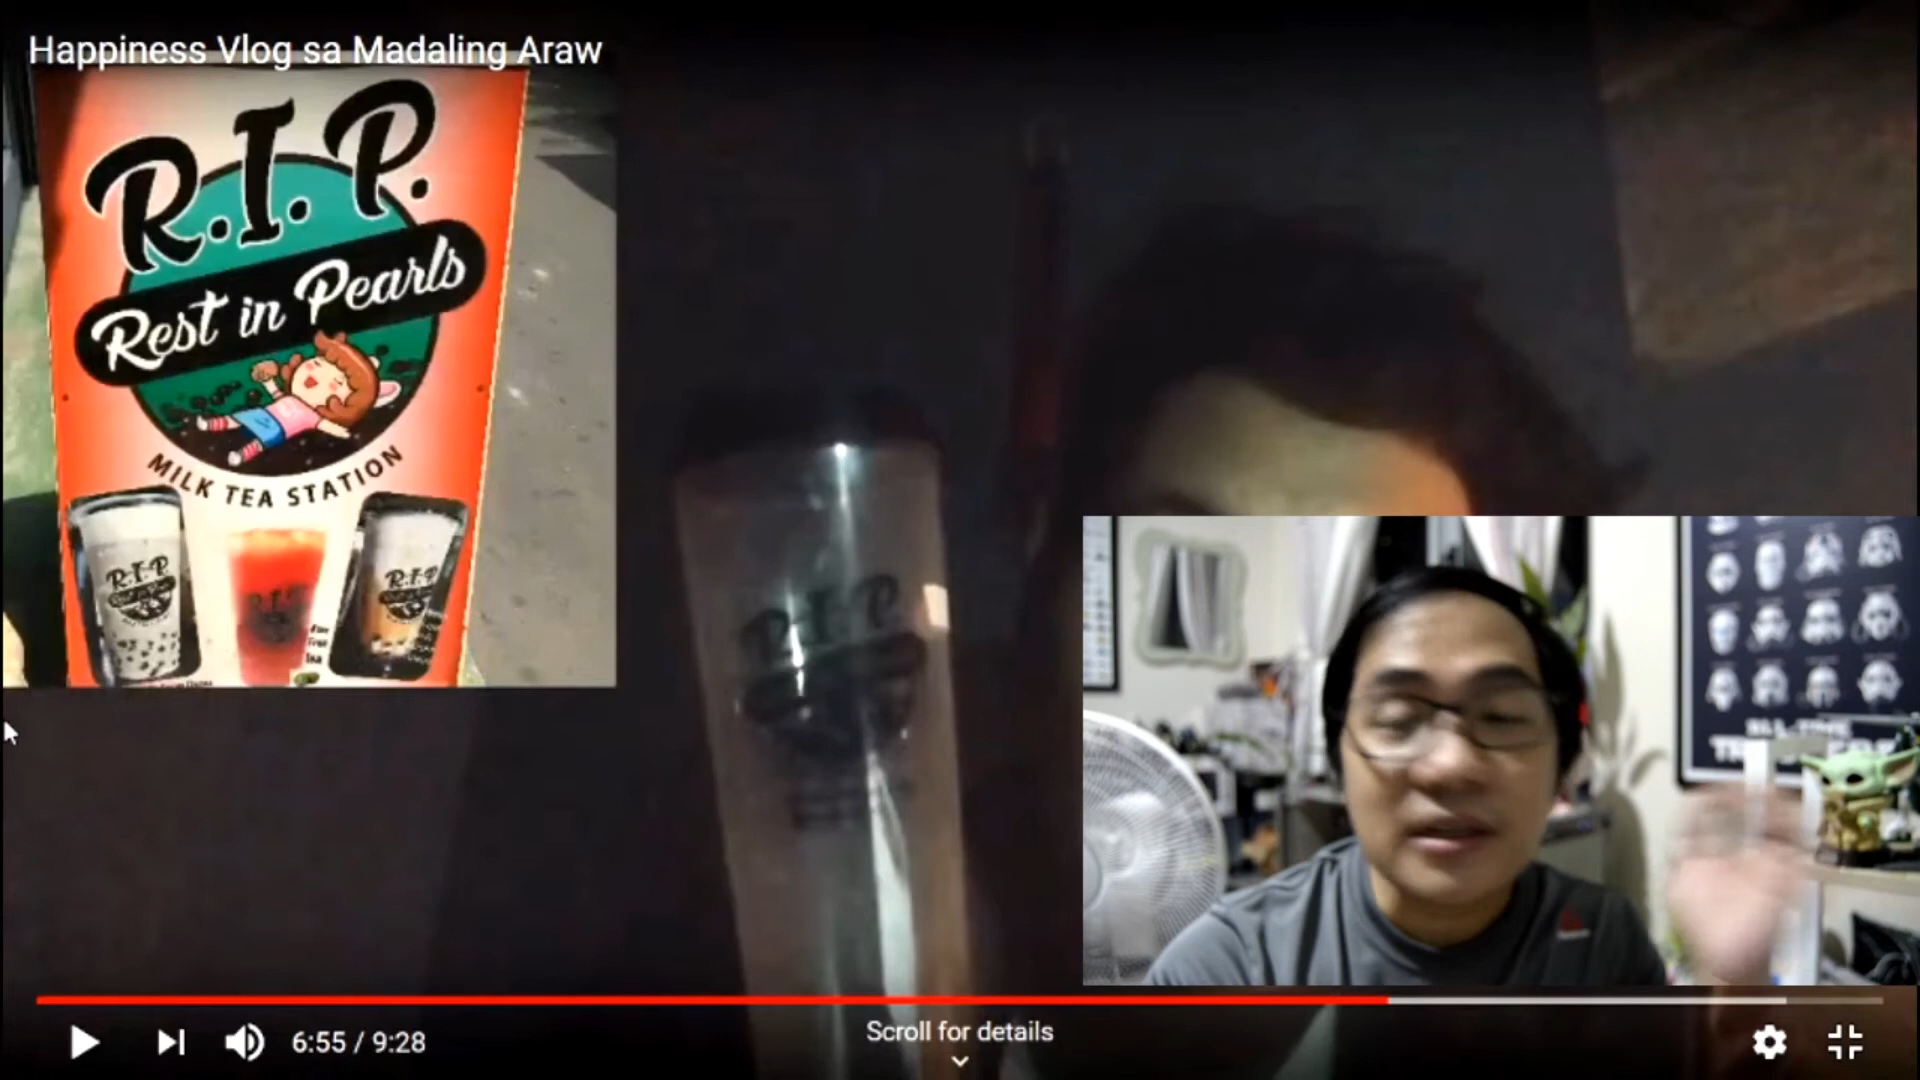 Happiness Vlog sa Madaling Araw
R.I.P.
Rest in Pearls
MILK TEA STATION
R.I.P
R.I.P
R.I.P
6:55 / 9:28
Scroll for details